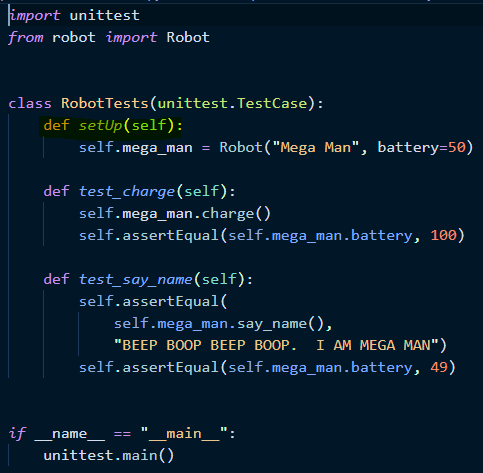 import unittest
from robot import Robot
class RobotTests(unittest.TestCase):
    def setUp(self):
        self.mega_man = Robot("Mega Man", battery=50)
    def test_charge(self):
        self.mega_man.charge()
        self.assertEqual(self.mega_man.battery, 100)
    def test_say_name(self):
        self.assertEqual(
            self.mega_man.say_name(),
            "BEEP BOOP BEEP BOOP.  I AM MEGA MAN")
        self.assertEqual(self.mega_man.battery, 49)
if __name__ == "__main__":
    unittest.main()